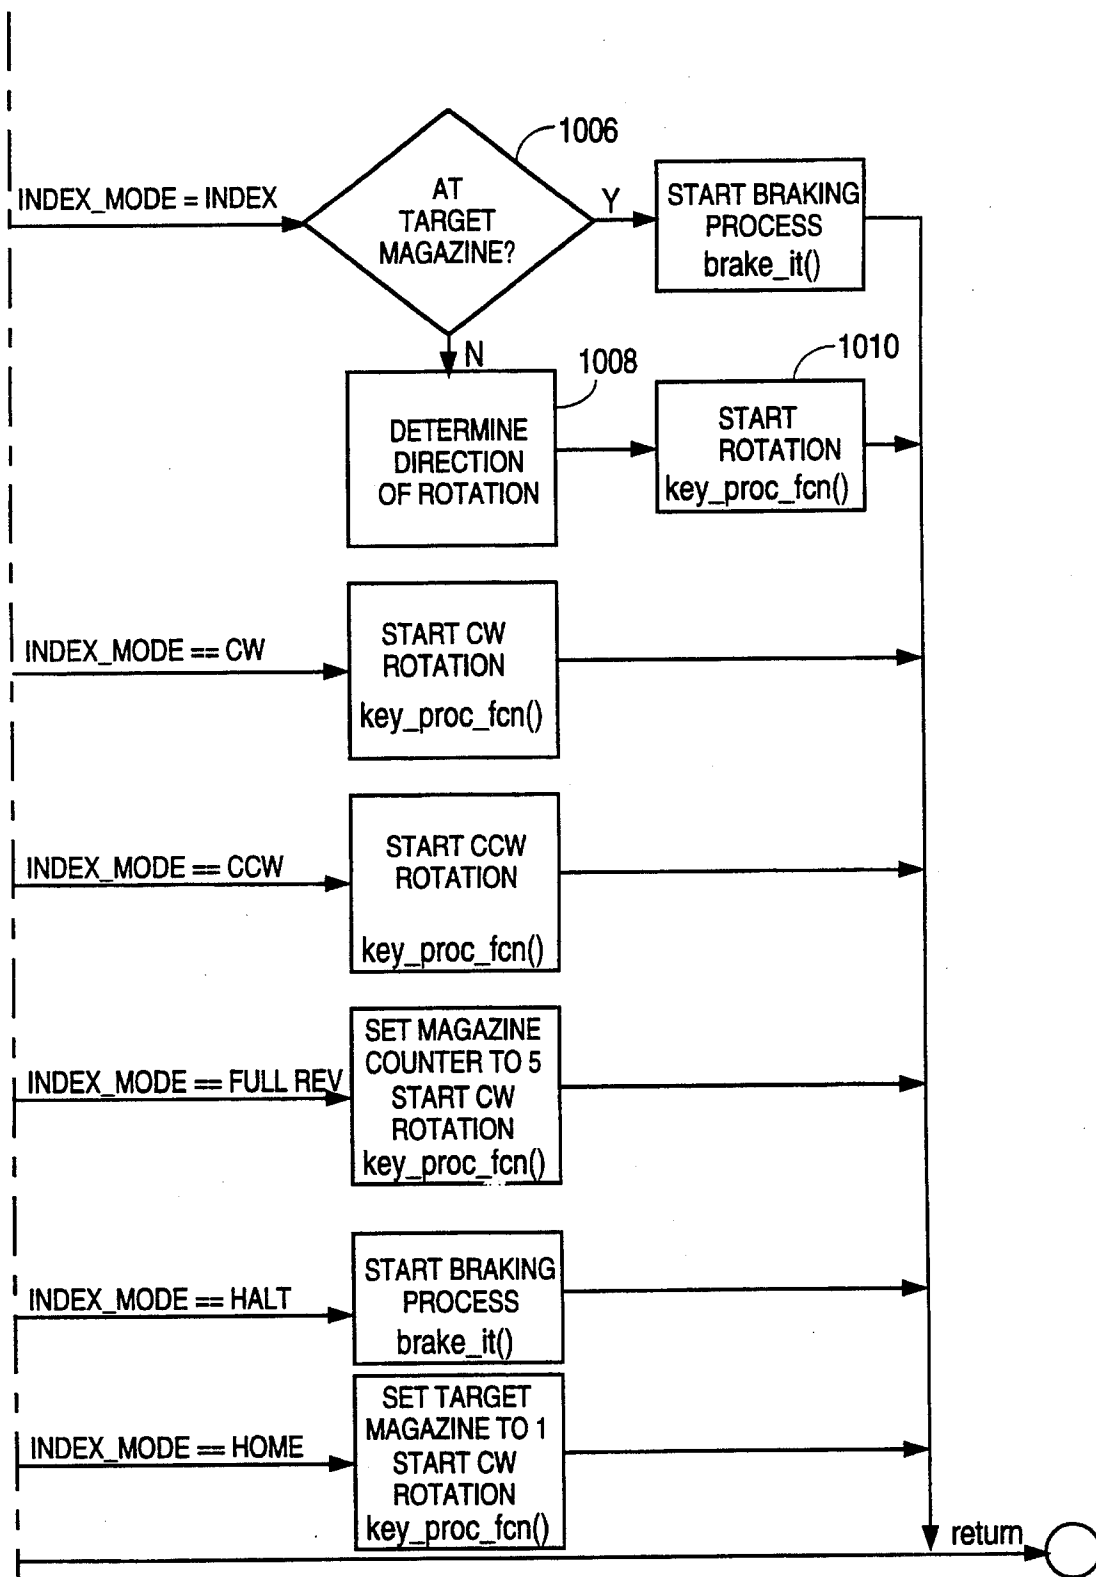 1006
INDEX_MODE = INDEX
AT
TARGET
MAGAZINE?
Y
START BRAKING
PROCESS
brake_it()
N
1008
1010
DETERMINE
DIRECTION
OF ROTATION
START
ROTATION
key_proc_fcn()
INDEX_MODE == CW
START CW
ROTATION
key_proc_fcn()
INDEX_MODE == CCW
START CCW
ROTATION
key_proc_fcn()
INDEX_MODE == FULL REV
SET MAGAZINE
COUNTER TO 5
START CW
ROTATION
key_proc_fcn()
INDEX_MODE == HALT
START BRAKING
PROCESS
brake_it()
INDEX_MODE == HOME
SET TARGET
MAGAZINE TO 1
START CW
ROTATION
key_proc_fcn()
return